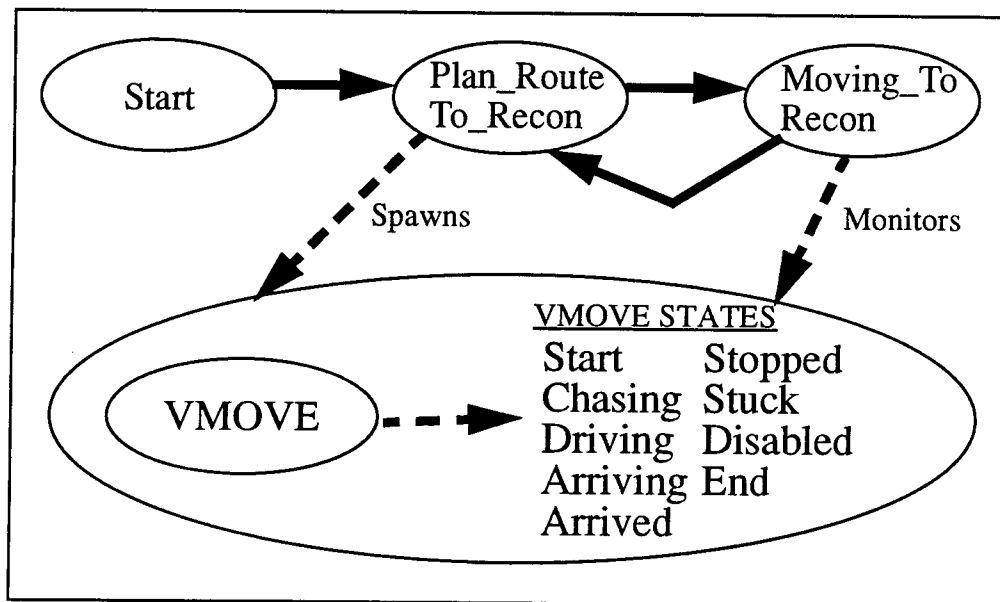 Start
Plan_Route
To_Recon
Moving_To
Recon
Spawns
Monitors
VMOVE STATES
Start Stopped
Chasing Stuck
Driving Disabled
Arriving End
Arrived
VMOVE